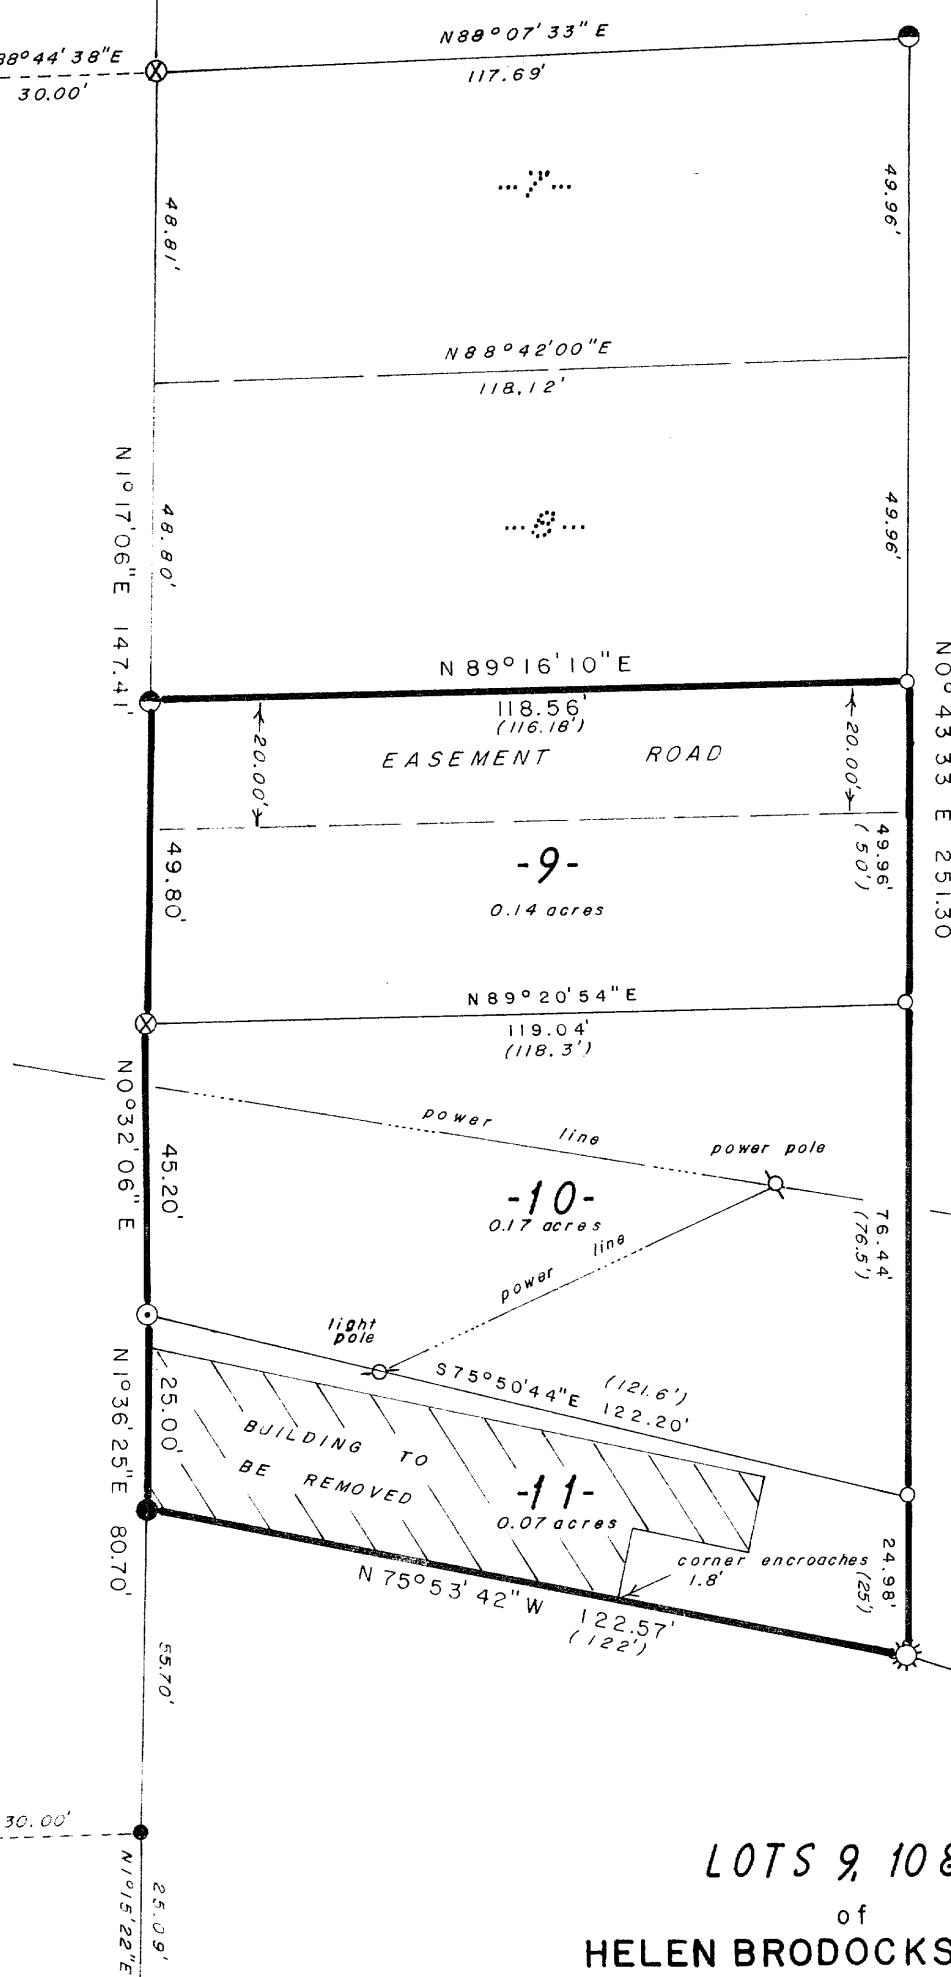 N88°07'33"E
88°44'38"E
117.69'
30.00'
...7...
48.81'
49.96'
N88°42'00"E
118.12'
N1°17'06"E 147.41'
48.80'
...8...
49.96'
N 89°16'10"E
118.56'
(116.18')
N0°43'33"E 251.30
20.00'
EASEMENT ROAD
20.00'
49.80'
-9-
0.14 acres
49.96'
(50')
N89°20'54"E
119.04'
(118.3')
N0°32'06"E
45.20'
power line
power pole
-10-
0.17 acres
76.44'
(76.5')
power line
light
pole
S75°50'44"E
(121.6')
122.20'
N1°36'25"E 80.70'
25.00'
BUILDING TO
BE REMOVED
-11-
0.07 acres
corner encroaches
1.8'
24.98'
(25')
N75°53'42"W
122.57'
(122')
55.70'
30.00'
N1°15'22"E
25.09'
LOTS 9, 10 &
of
HELEN BRODOCKS